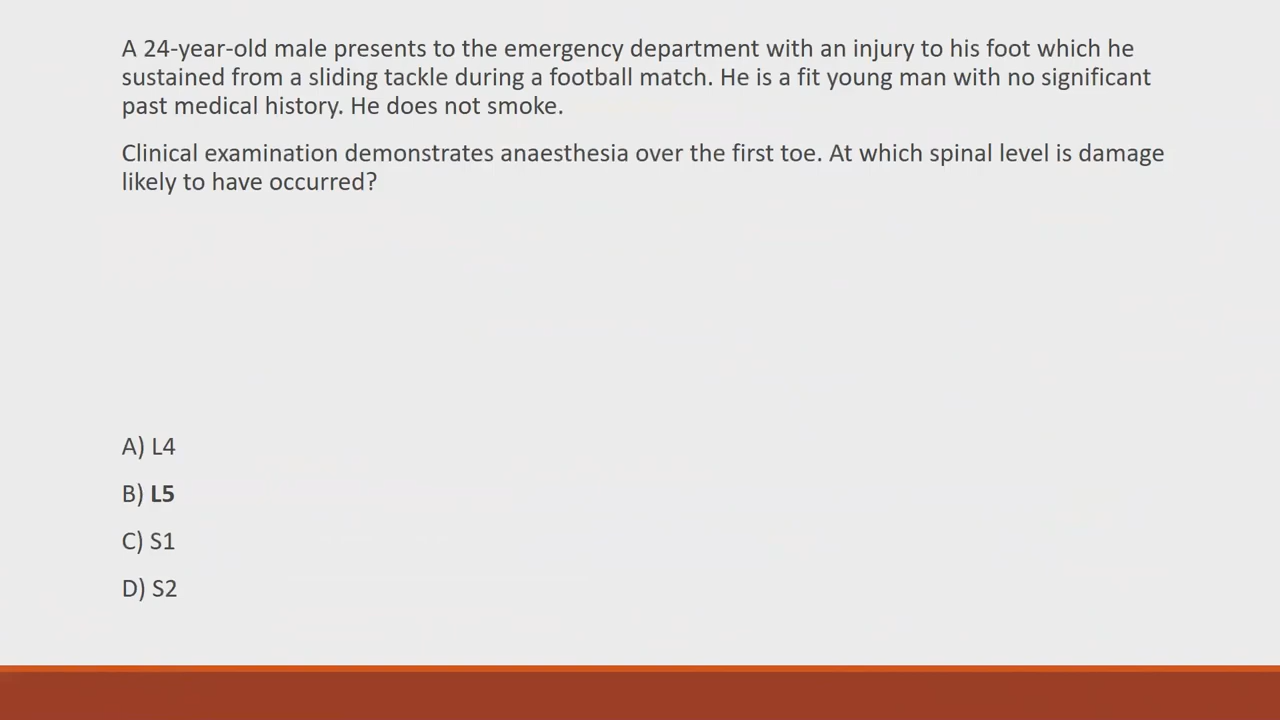 A 24-year-old male presents to the emergency department with an injury to his foot which he
sustained from a sliding tackle during a football match. He is a fit young man with no significant
past medical history. He does not smoke.
Clinical examination demonstrates anaesthesia over the first toe. At which spinal level is damage
likely to have occurred?
A) L4
B) L5
C) S1
D) S2